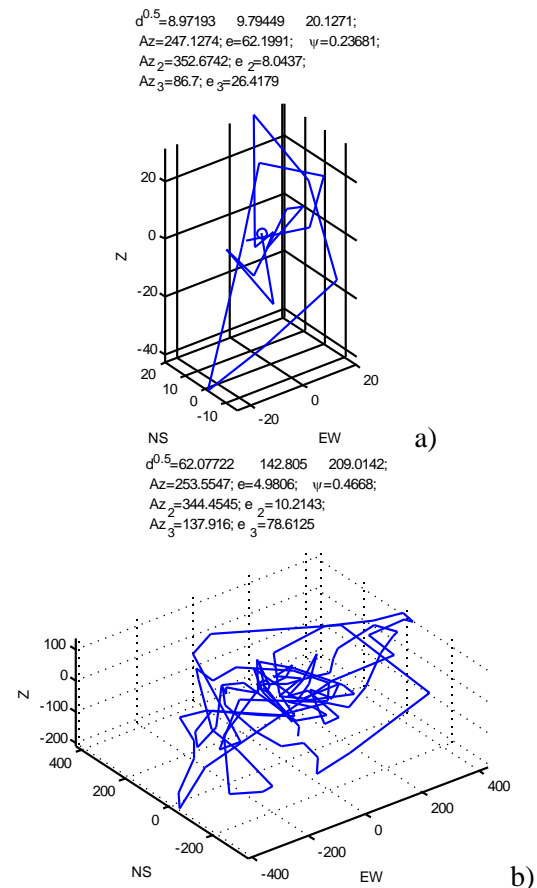 d^0.5=8.97193 9.79449 20.1271;
Az=247.1274; e=62.1991; ψ=0.23681;
Az_2=352.6742; e_2=8.0437;
Az_3=86.7; e_3=26.4179
20
0
-20
-40
Z
20
10
0
-10
-20
0
20
NS
EW
a)
d^0.5=62.07722 142.805 209.0142;
Az=253.5547; e=4.9806; ψ=0.4668;
Az_2=344.4545; e_2=10.2143;
Az_3=137.916; e_3=78.6125
100
0
-100
-200
Z
400
200
0
-200
-400
-200
0
200
400
NS
EW
b)